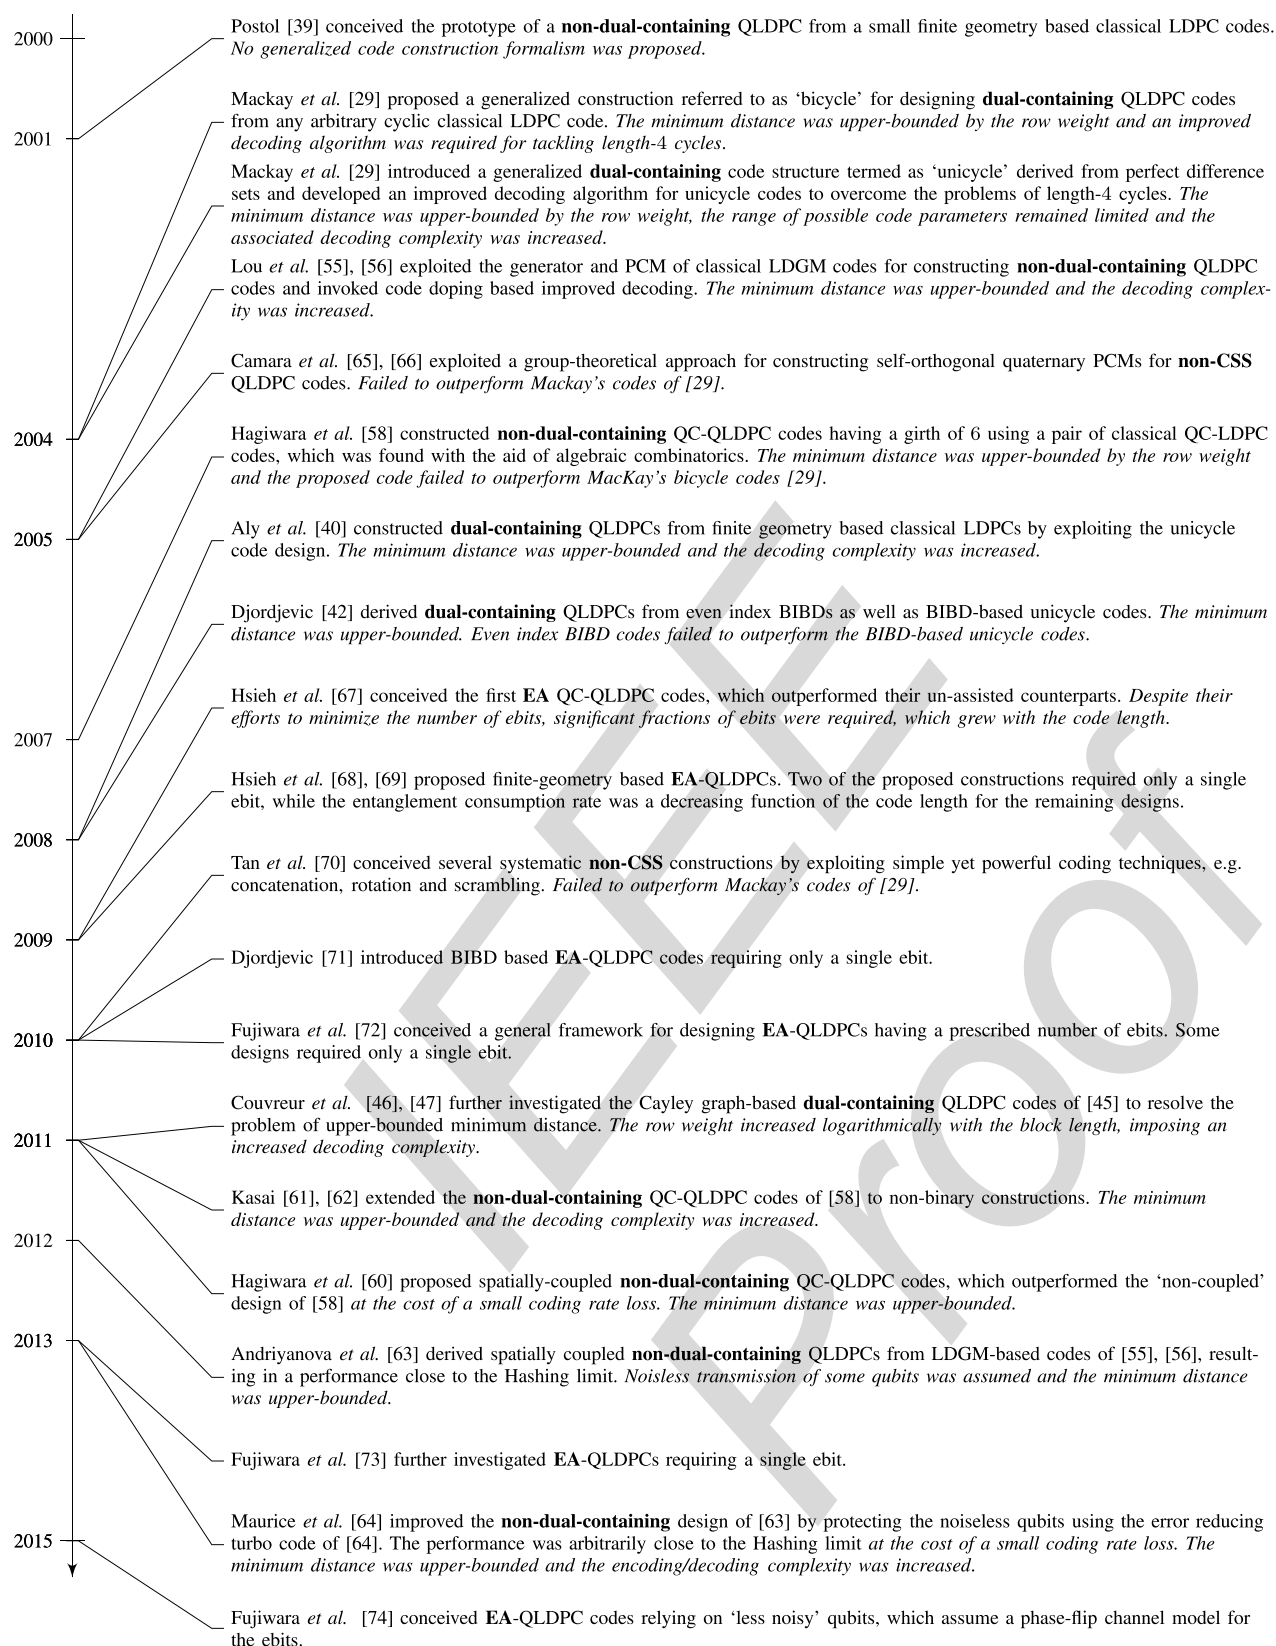 2000
Postol [39] conceived the prototype of a non-dual-containing QLDPC from a small finite geometry based classical LDPC codes.
No generalized code construction formalism was proposed.
2001
Mackay et al. [29] proposed a generalized construction referred to as ‘bicycle’ for designing dual-containing QLDPC codes
from any arbitrary cyclic classical LDPC code. The minimum distance was upper-bounded by the row weight and an improved
decoding algorithm was required for tackling length-4 cycles.
Mackay et al. [29] introduced a generalized dual-containing code structure termed as ‘unicycle’ derived from perfect difference
sets and developed an improved decoding algorithm for unicycle codes to overcome the problems of length-4 cycles. The
minimum distance was upper-bounded by the row weight, the range of possible code parameters remained limited and the
associated decoding complexity was increased.
Lou et al. [55], [56] exploited the generator and PCM of classical LDGM codes for constructing non-dual-containing QLDPC
codes and invoked code doping based improved decoding. The minimum distance was upper-bounded and the decoding complex-
ity was increased.
Camara et al. [65], [66] exploited a group-theoretical approach for constructing self-orthogonal quaternary PCMs for non-CSS
QLDPC codes. Failed to outperform Mackay's codes of [29].
2004
Hagiwara et al. [58] constructed non-dual-containing QC-QLDPC codes having a girth of 6 using a pair of classical QC-LDPC
codes, which was found with the aid of algebraic combinatorics. The minimum distance was upper-bounded by the row weight
and the proposed code failed to outperform MacKay's bicycle codes [29].
2005
Aly et al. [40] constructed dual-containing QLDPCs from finite geometry based classical LDPCs by exploiting the unicycle
code design. The minimum distance was upper-bounded and the decoding complexity was increased.
Djordjevic [42] derived dual-containing QLDPCs from even index BIBDs as well as BIBD-based unicycle codes. The minimum
distance was upper-bounded. Even index BIBD codes failed to outperform the BIBD-based unicycle codes.
Hsieh et al. [67] conceived the first EA QC-QLDPC codes, which outperformed their un-assisted counterparts. Despite their
efforts to minimize the number of ebits, significant fractions of ebits were required, which grew with the code length.
2007
Hsieh et al. [68], [69] proposed finite-geometry based EA-QLDPCs. Two of the proposed constructions required only a single
ebit, while the entanglement consumption rate was a decreasing function of the code length for the remaining designs.
2008
Tan et al. [70] conceived several systematic non-CSS constructions by exploiting simple yet powerful coding techniques, e.g.
concatenation, rotation and scrambling. Failed to outperform Mackay's codes of [29].
2009
Djordjevic [71] introduced BIBD based EA-QLDPC codes requiring only a single ebit.
2010
Fujiwara et al. [72] conceived a general framework for designing EA-QLDPCs having a prescribed number of ebits. Some
designs required only a single ebit.
Couvreur et al. [46], [47] further investigated the Cayley graph-based dual-containing QLDPC codes of [45] to resolve the
problem of upper-bounded minimum distance. The row weight increased logarithmically with the block length, imposing an
increased decoding complexity.
2011
Kasai [61], [62] extended the non-dual-containing QC-QLDPC codes of [58] to non-binary constructions. The minimum
distance was upper-bounded and the decoding complexity was increased.
2012
Hagiwara et al. [60] proposed spatially-coupled non-dual-containing QC-QLDPC codes, which outperformed the ‘non-coupled’
design of [58] at the cost of a small coding rate loss. The minimum distance was upper-bounded.
2013
Andriyanova et al. [63] derived spatially coupled non-dual-containing QLDPCs from LDGM-based codes of [55], [56], result-
ing in a performance close to the Hashing limit. Noisless transmission of some qubits was assumed and the minimum distance
was upper-bounded.
Fujiwara et al. [73] further investigated EA-QLDPCs requiring a single ebit.
2015
Maurice et al. [64] improved the non-dual-containing design of [63] by protecting the noiseless qubits using the error reducing
turbo code of [64]. The performance was arbitrarily close to the Hashing limit at the cost of a small coding rate loss. The
minimum distance was upper-bounded and the encoding/decoding complexity was increased.
Fujiwara et al. [74] conceived EA-QLDPC codes relying on ‘less noisy’ qubits, which assume a phase-flip channel model for
the ebits.
IEEE
Proof